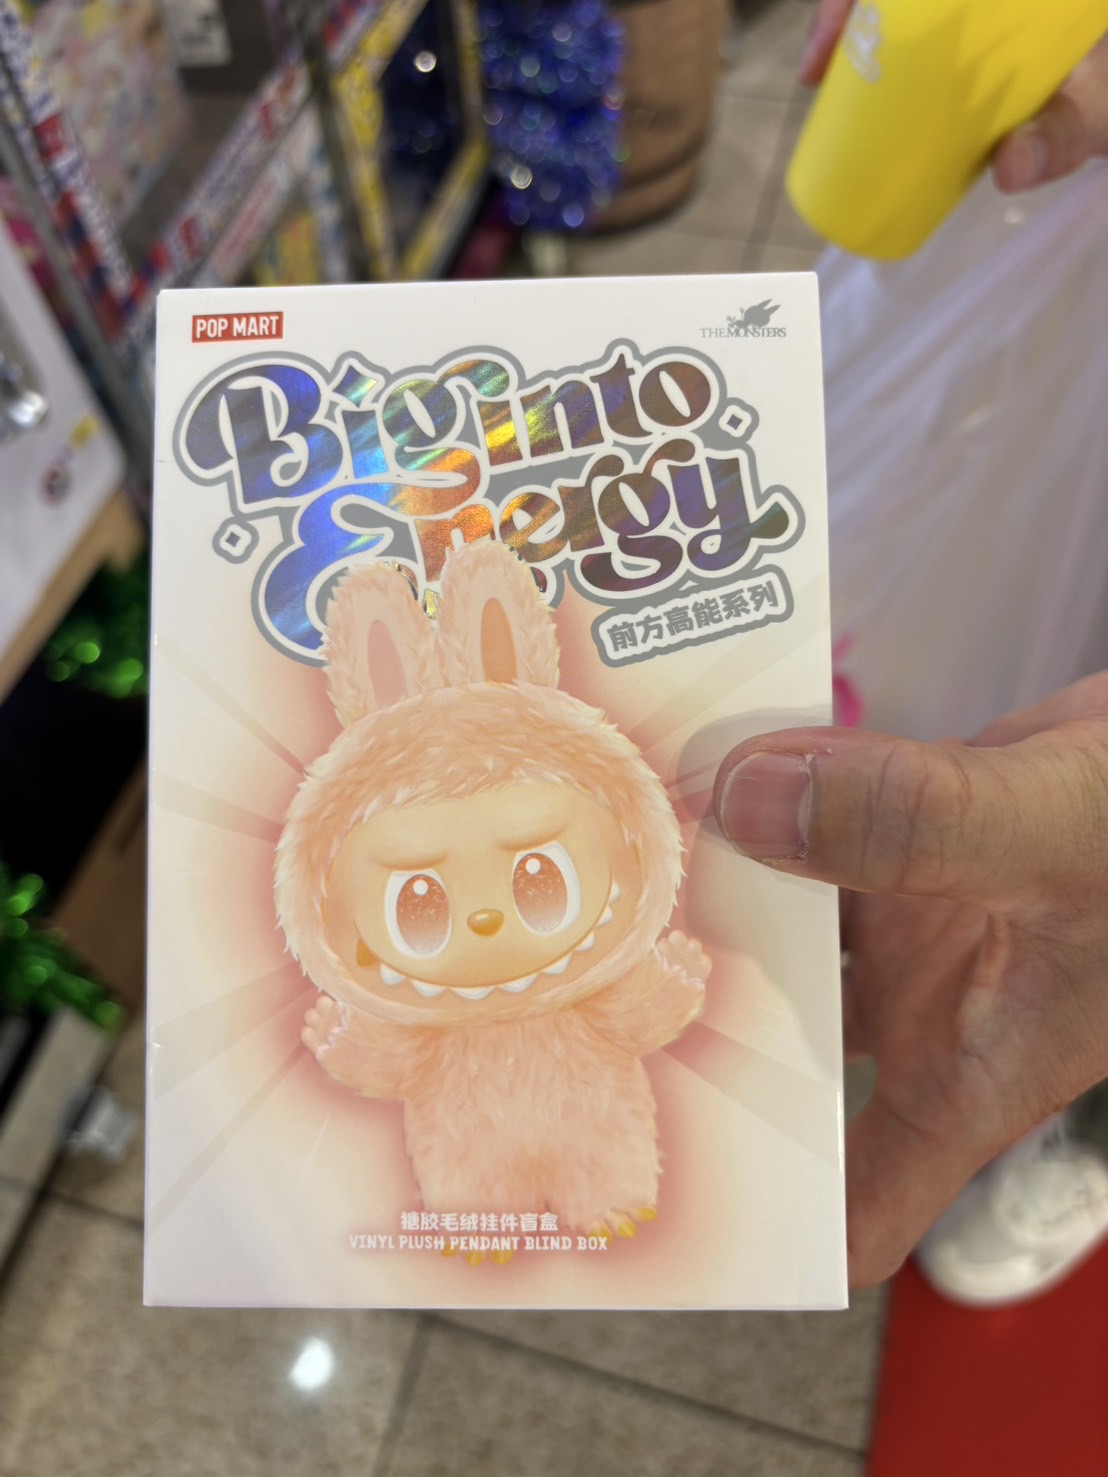 POP MART
THE MONSTERS
Big into
Energy
前方高能系列
搪胶毛绒挂件盲盒
VINYL PLUSH PENDANT BLIND BOX